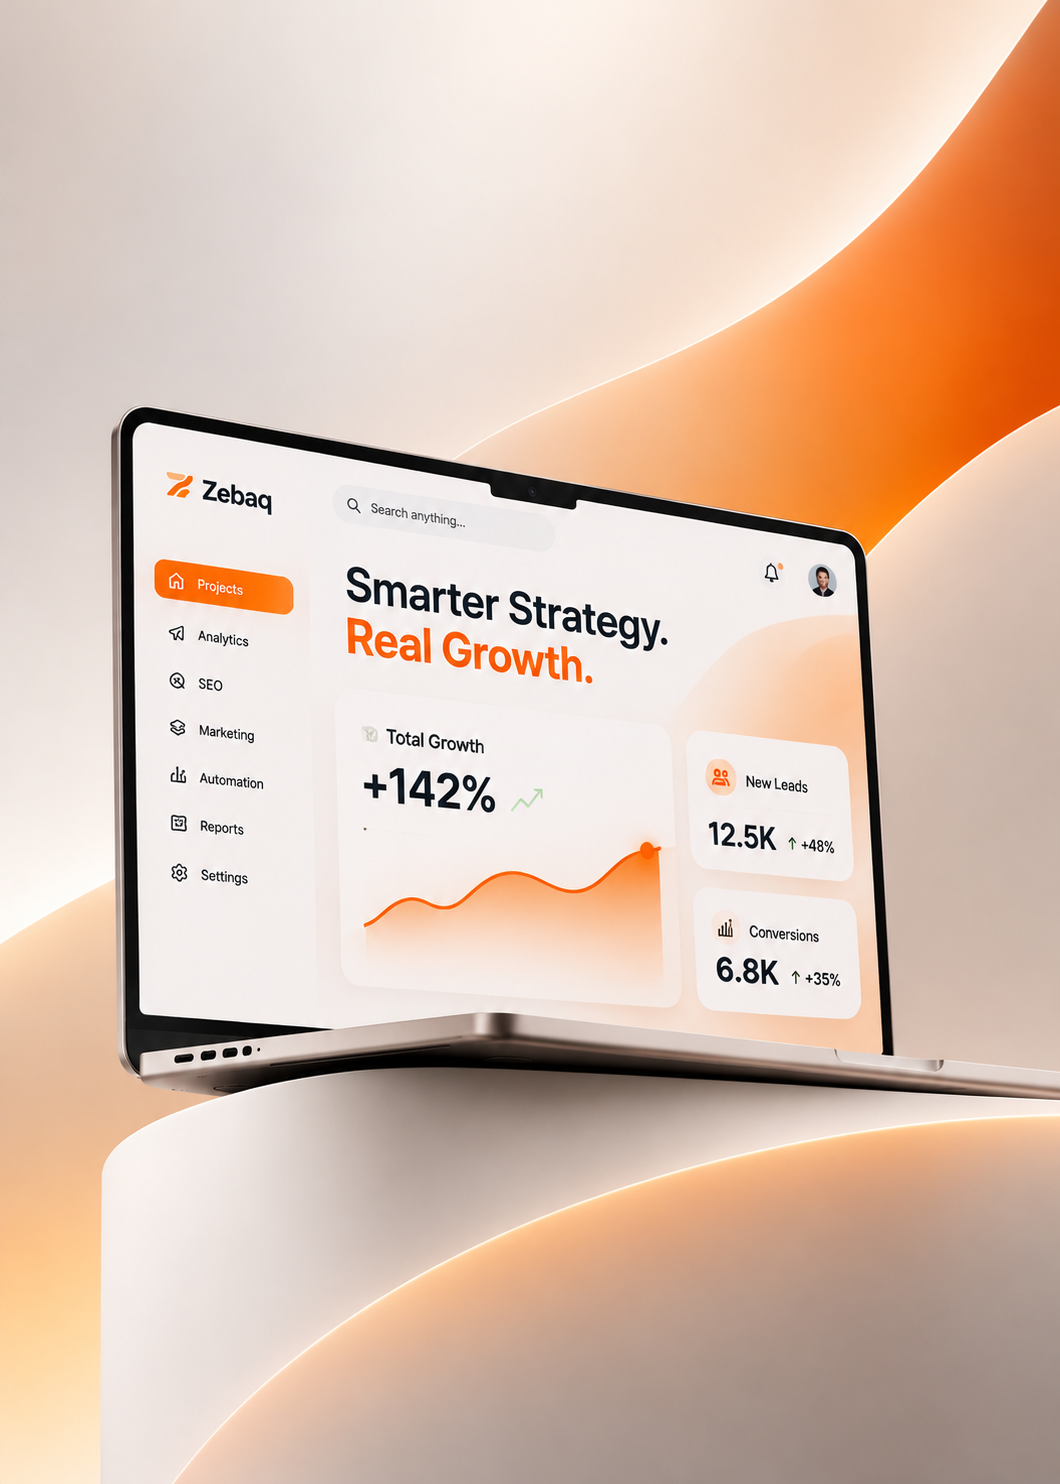 Zebaq
Search anything...
Projects
Analytics
SEO
Marketing
Automation
Reports
Settings
Smarter Strategy.
Real Growth.
Total Growth
+142%
New Leads
12.5K ↑ +48%
Conversions
6.8K ↑ +35%